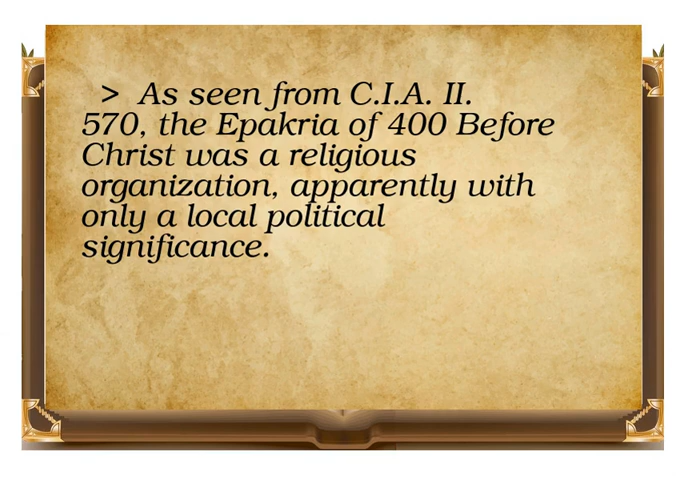 > As seen from C.I.A. II.
570, the Epakria of 400 Before
Christ was a religious
organization, apparently with
only a local political
significance.